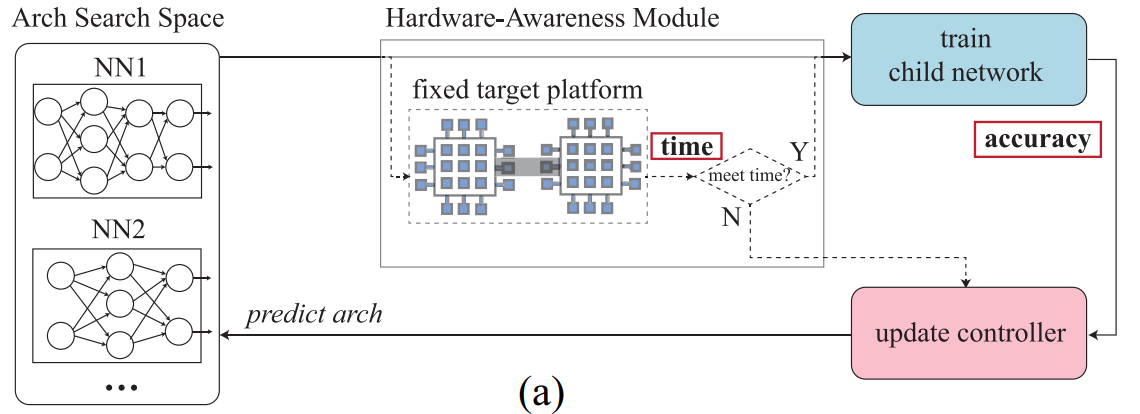 Arch Search Space
Hardware-Awareness Module
NN1
fixed target platform
time
meet time?
Y
N
train
child network
accuracy
NN2
predict arch
update controller
...
(a)